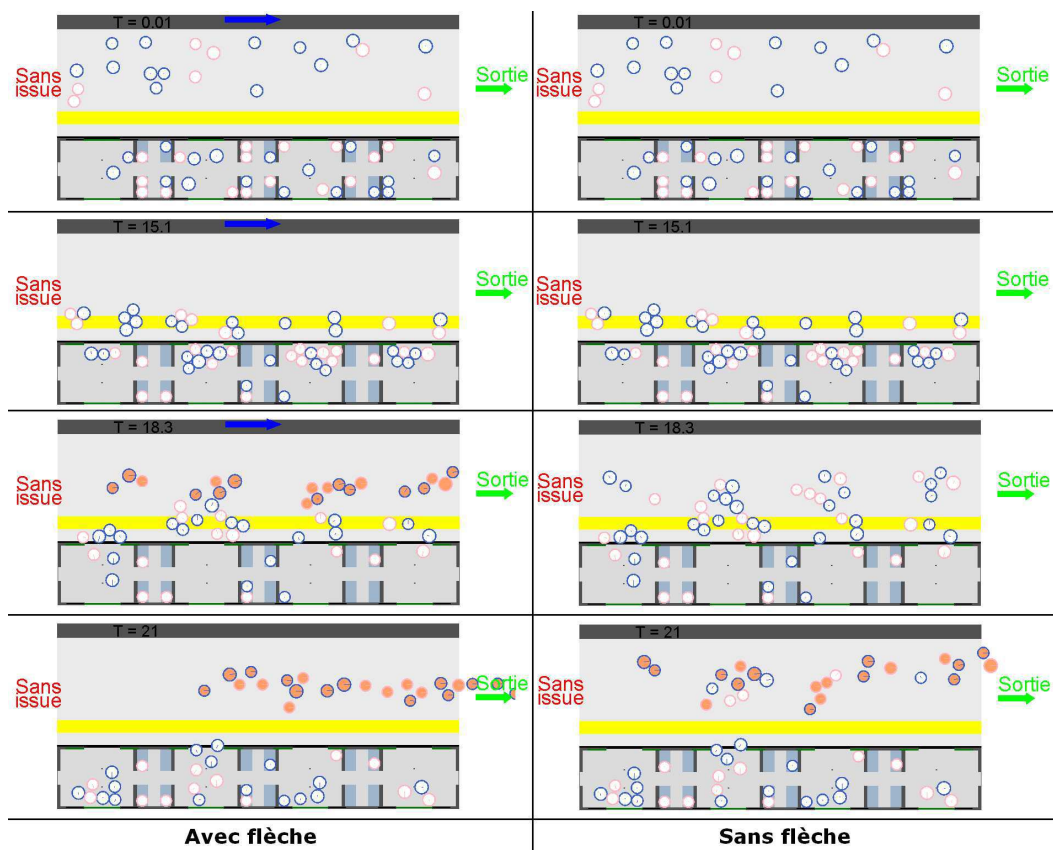 T = 0.01
Sans
issue
Sortie
Sans
issue
Sortie
T = 0.01
T = 15.1
Sans
issue
Sortie
T = 15.1
Sans
issue
Sortie
T = 18.3
Sans
issue
Sortie
T = 18.3
Sans
issue
Sortie
T = 21
Sans
issue
Sortie
T = 21
Sans
issue
Sortie
Avec flèche
Sans flèche